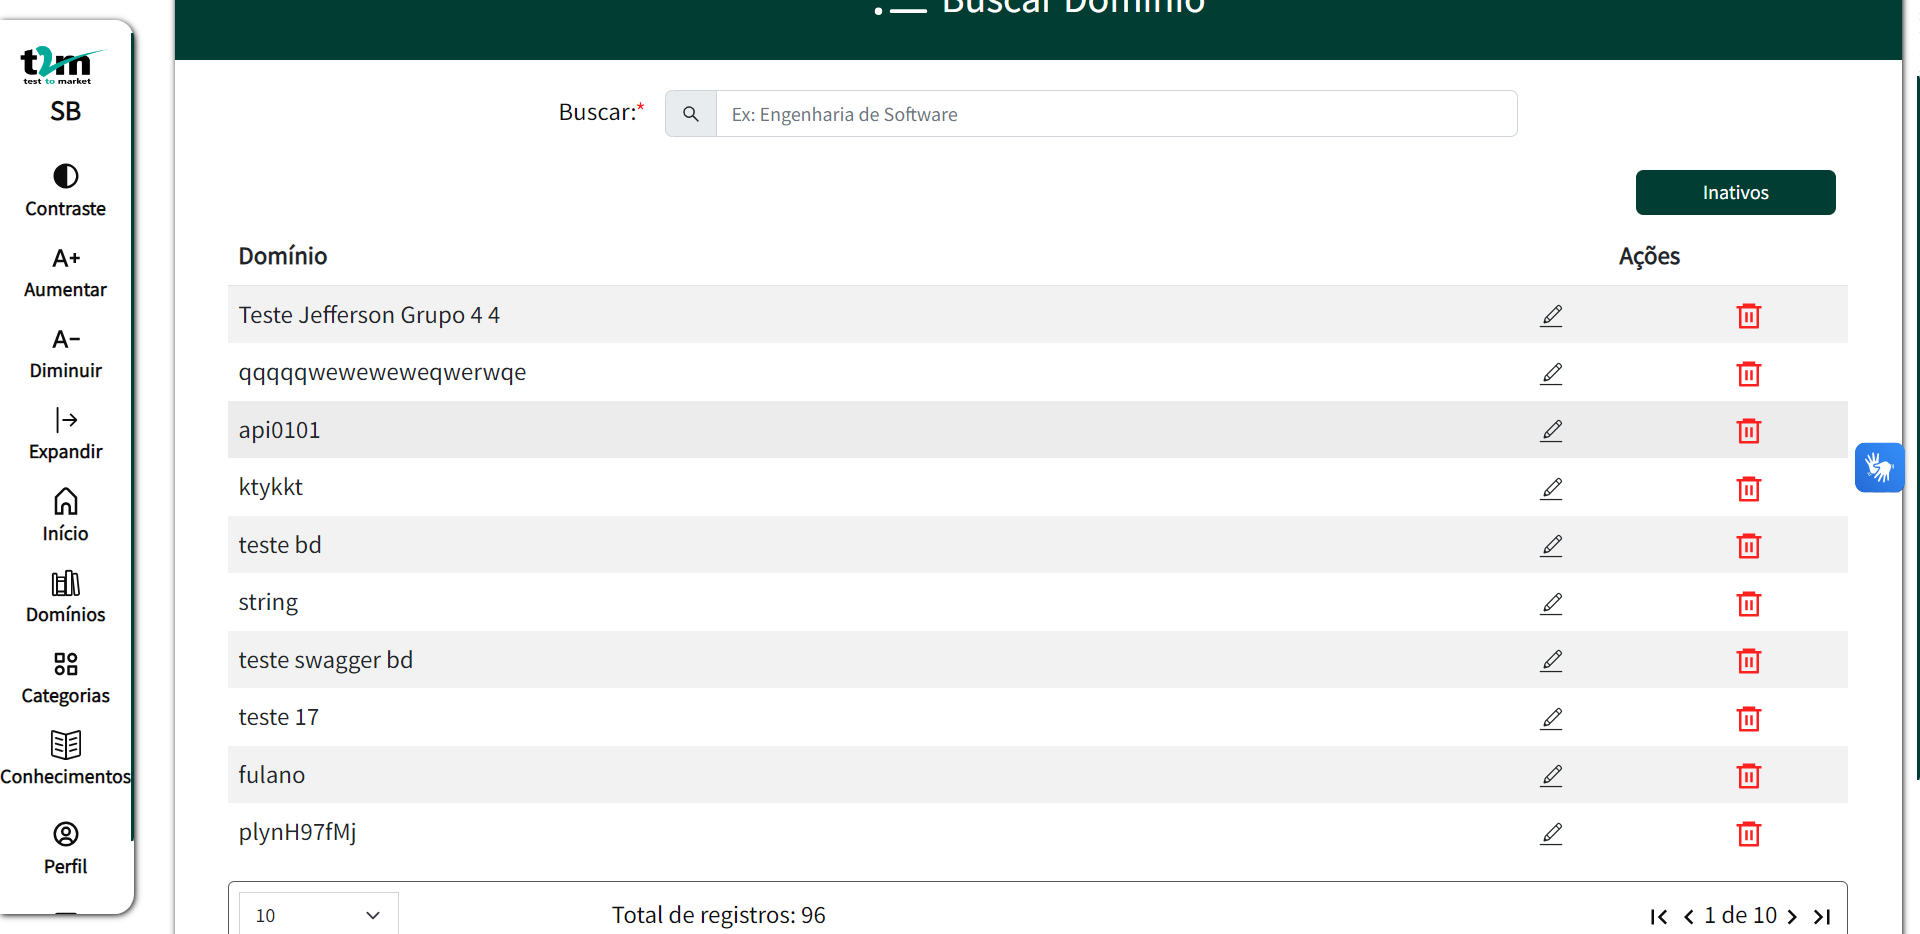 Buscar Domínio
t2m
test to market
SB
Contraste
A+
Aumentar
A-
Diminuir
Expandir
Início
Domínios
Categorias
Conhecimentos
Perfil
Buscar:*
Ex: Engenharia de Software
Inativos
Domínio Ações
Teste Jefferson Grupo 4 4
qqqqqweweweweqwerwqe
api0101
ktykkt
teste bd
string
teste swagger bd
teste 17
fulano
plynH97fMj
10 Total de registros: 96 1 de 10